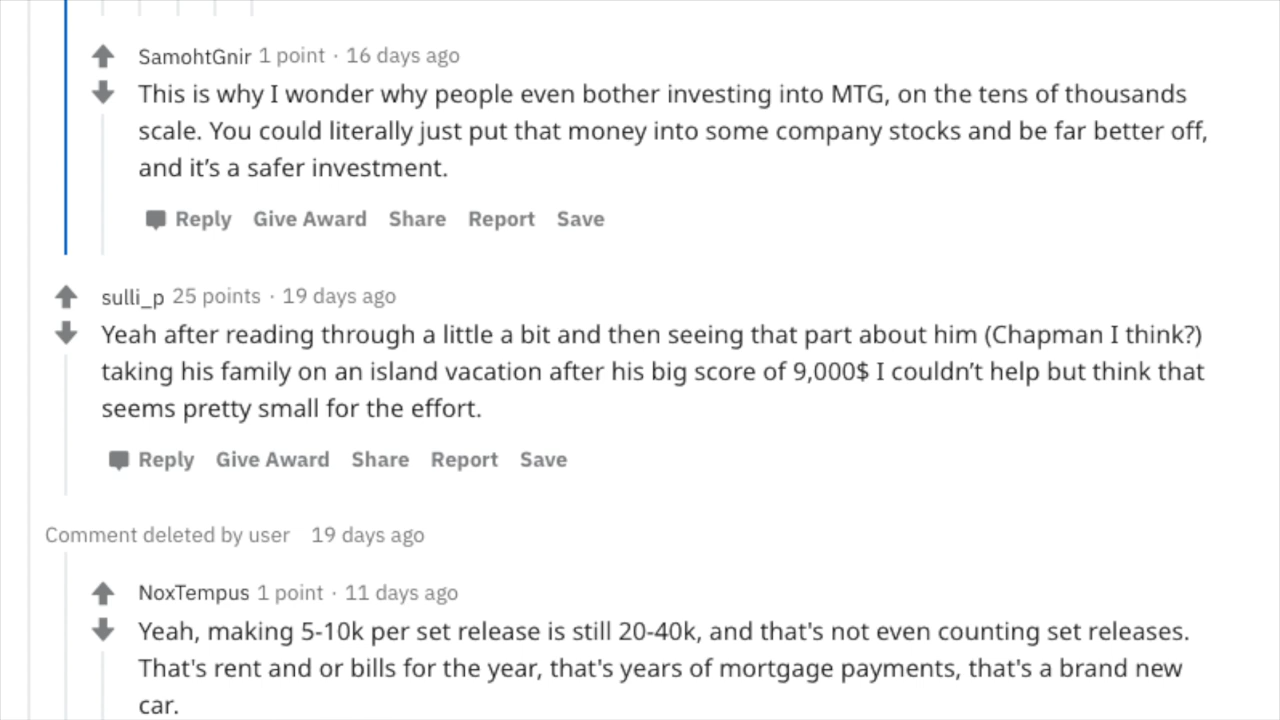 SamohtGnir 1 point · 16 days ago
This is why I wonder why people even bother investing into MTG, on the tens of thousands
scale. You could literally just put that money into some company stocks and be far better off,
and it’s a safer investment.
Reply Give Award Share Report Save
sulli_p 25 points · 19 days ago
Yeah after reading through a little a bit and then seeing that part about him (Chapman I think?)
taking his family on an island vacation after his big score of 9,000$ I couldn’t help but think that
seems pretty small for the effort.
Reply Give Award Share Report Save
Comment deleted by user 19 days ago
NoxTempus 1 point · 11 days ago
Yeah, making 5-10k per set release is still 20-40k, and that's not even counting set releases.
That's rent and or bills for the year, that's years of mortgage payments, that's a brand new
car.